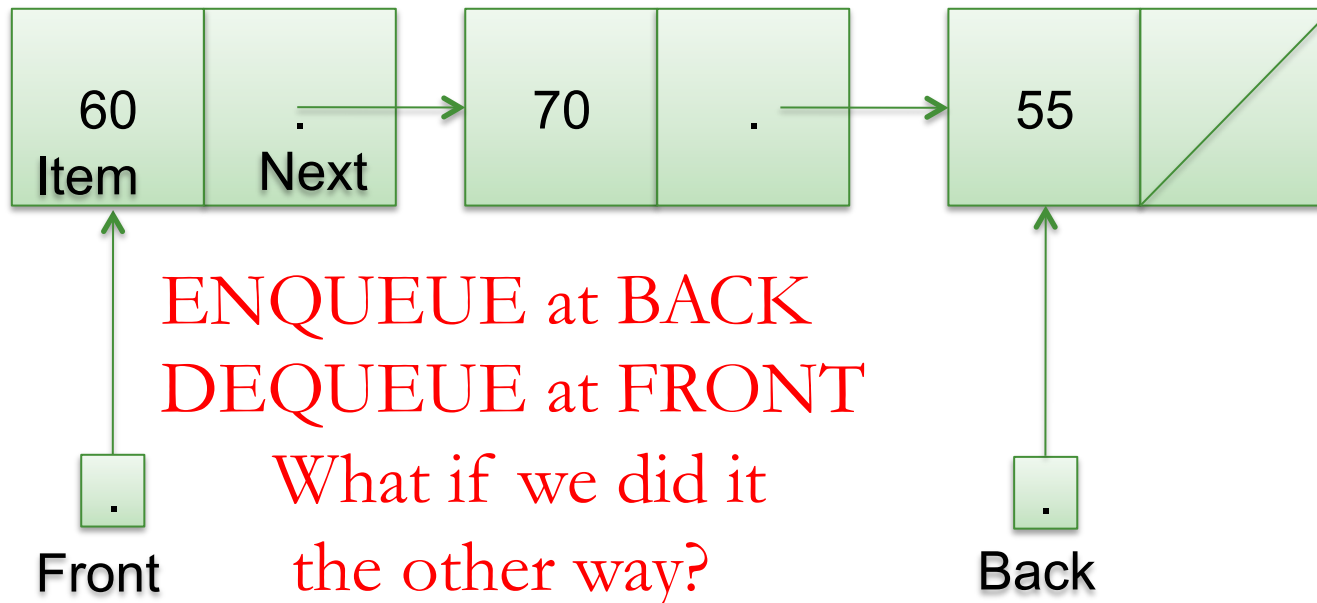 60 . 70 . 55
Item Next
ENQUEUE at BACK
DEQUEUE at FRONT
What if we did it
the other way?
.
Front
.
Back